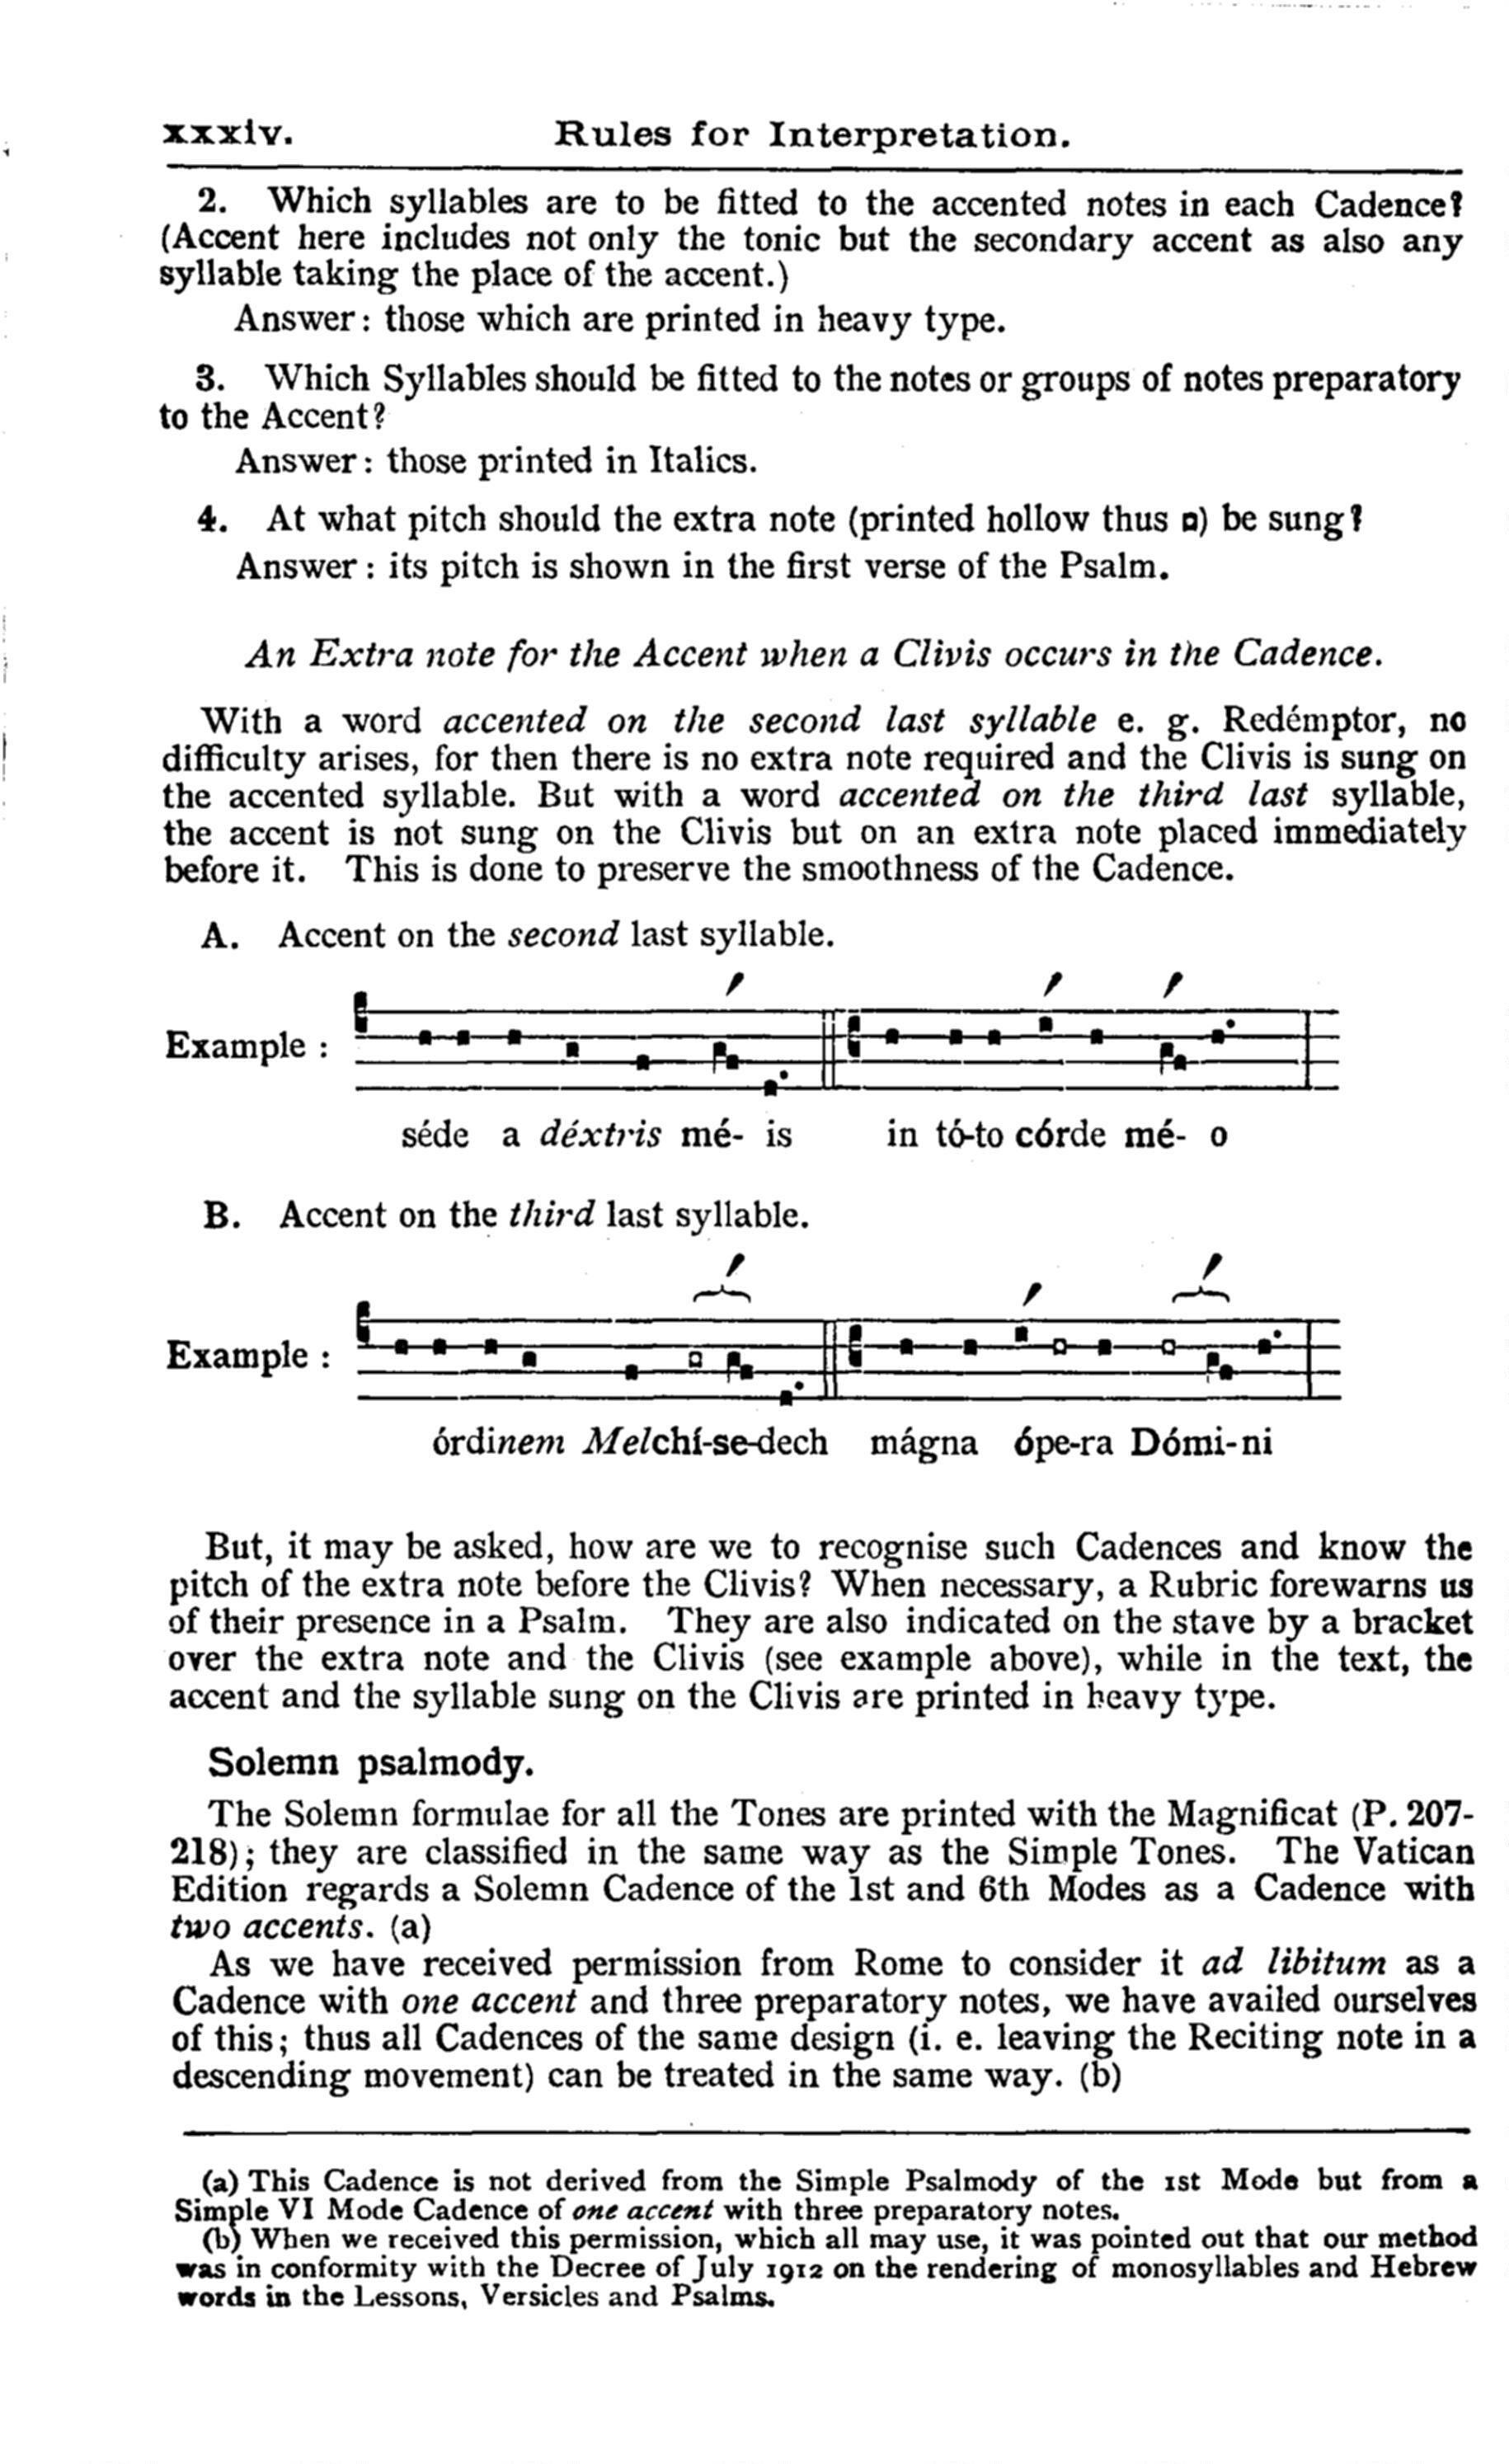 xxxiv. Rules for Interpretation.
2. Which syllables are to be fitted to the accented notes in each Cadence?
(Accent here includes not only the tonic but the secondary accent as also any
syllable taking the place of the accent.)
Answer: those which are printed in heavy type.
3. Which Syllables should be fitted to the notes or groups of notes preparatory
to the Accent?
Answer: those printed in Italics.
4. At what pitch should the extra note (printed hollow thus ▫) be sung?
Answer: its pitch is shown in the first verse of the Psalm.
An Extra note for the Accent when a Clivis occurs in the Cadence.
With a word accented on the second last syllable e. g. Redémptor, no
difficulty arises, for then there is no extra note required and the Clivis is sung on
the accented syllable. But with a word accented on the third last syllable,
the accent is not sung on the Clivis but on an extra note placed immediately
before it. This is done to preserve the smoothness of the Cadence.
A. Accent on the second last syllable.
Example:
séde a déxtris mé- is in tó-to córde mé- o
B. Accent on the third last syllable.
Example:
órdinem Melchí-se-dech mágna ópe-ra Dómi-ni
But, it may be asked, how are we to recognise such Cadences and know the
pitch of the extra note before the Clivis? When necessary, a Rubric forewarns us
of their presence in a Psalm. They are also indicated on the stave by a bracket
over the extra note and the Clivis (see example above), while in the text, the
accent and the syllable sung on the Clivis are printed in heavy type.
Solemn psalmody.
The Solemn formulae for all the Tones are printed with the Magnificat (P. 207-
218); they are classified in the same way as the Simple Tones. The Vatican
Edition regards a Solemn Cadence of the 1st and 6th Modes as a Cadence with
two accents. (a)
As we have received permission from Rome to consider it ad libitum as a
Cadence with one accent and three preparatory notes, we have availed ourselves
of this; thus all Cadences of the same design (i. e. leaving the Reciting note in a
descending movement) can be treated in the same way. (b)
(a) This Cadence is not derived from the Simple Psalmody of the 1st Mode but from a
Simple VI Mode Cadence of one accent with three preparatory notes.
(b) When we received this permission, which all may use, it was pointed out that our method
was in conformity with the Decree of July 1912 on the rendering of monosyllables and Hebrew
words in the Lessons, Versicles and Psalms.